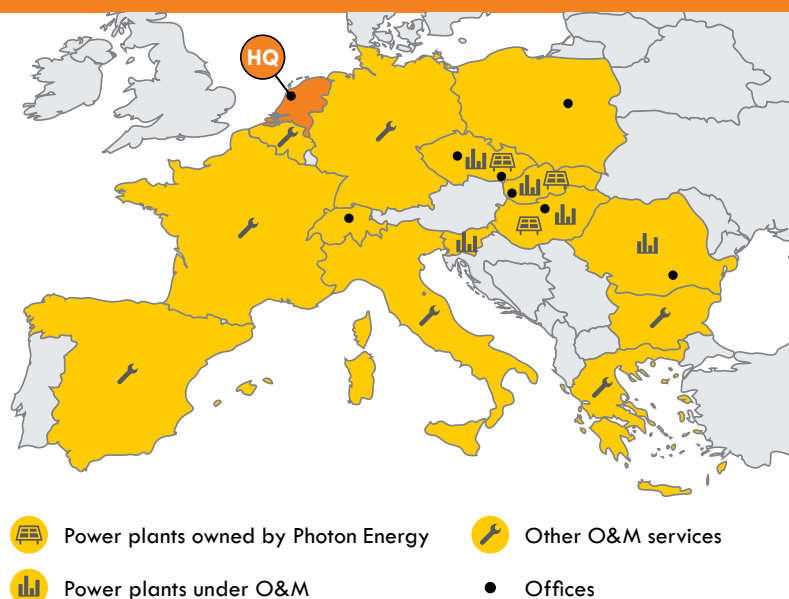 HQ
Power plants owned by Photon Energy
Other O&M services
Power plants under O&M
Offices